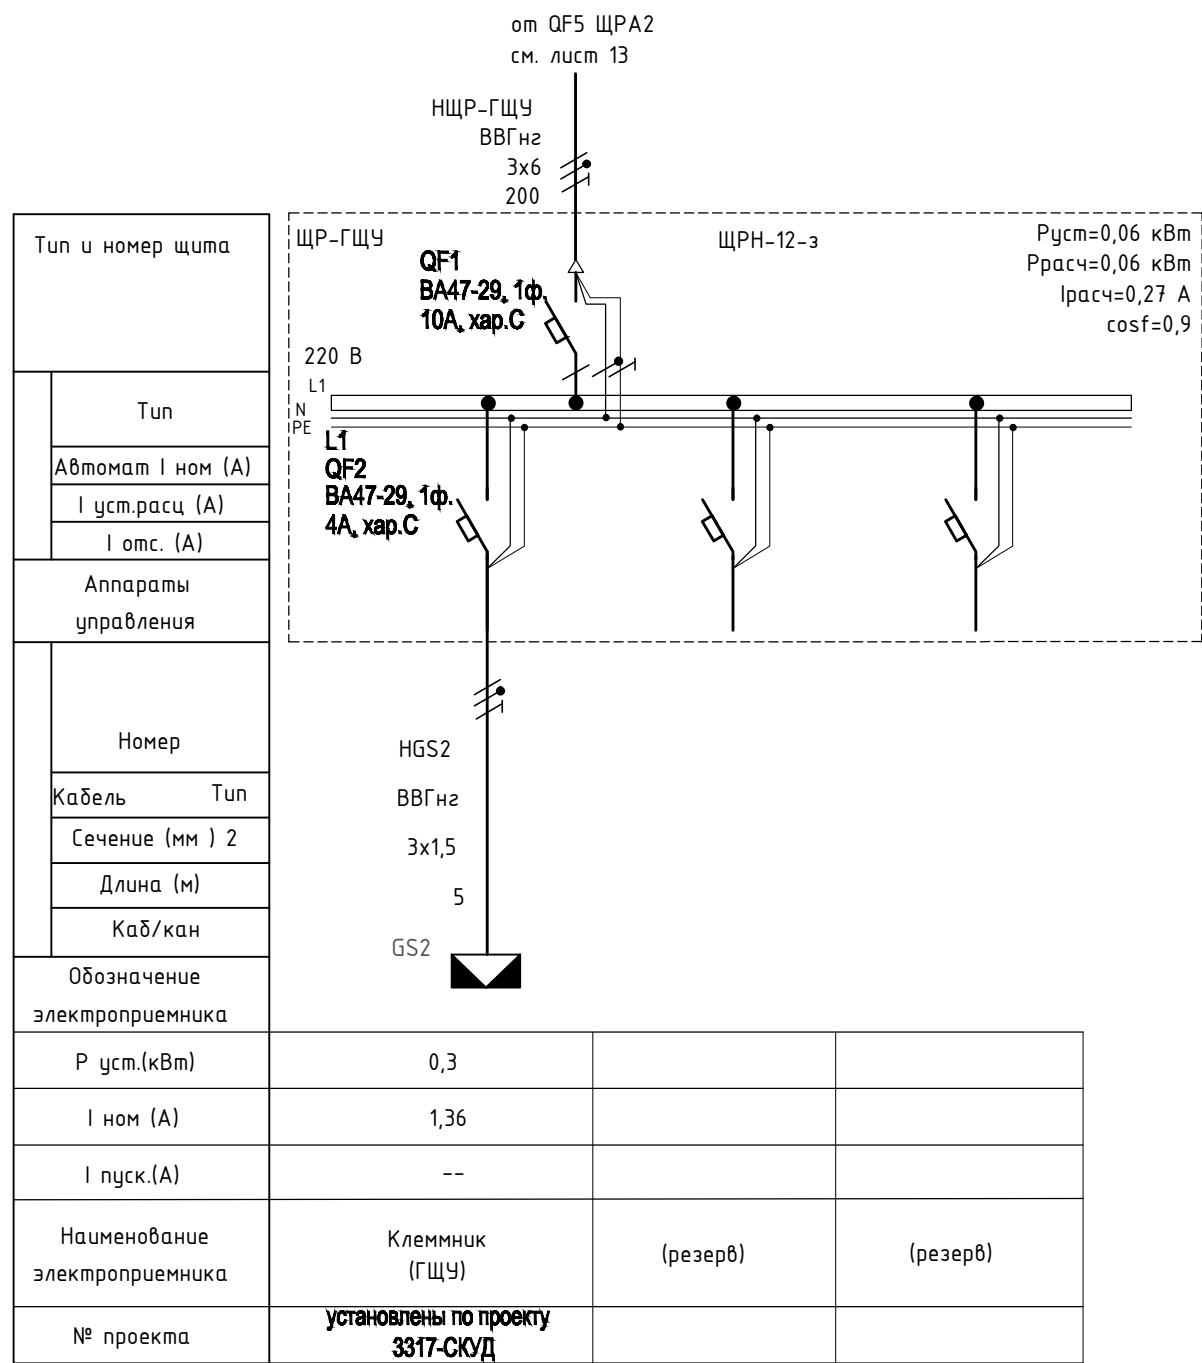 от QF5 ЩРА2
см. лист 13
НЩР-ГЩУ
ВВГнг
3х6
200
Тип и номер щита
ЩР-ГЩУ
ЩРН-12-з
Руст=0,06 кВт
Ррасч=0,06 кВт
Iрасч=0,27 А
cosf=0,9
QF1
ВА47-29, 1ф.
10А, хар.С
220 В
L1
N
PE
Тип
Автомат I ном (А)
I уст.расц (А)
I отс. (А)
L1
QF2
ВА47-29, 1ф.
4А, хар.С
Аппараты
управления
Номер
HGS2
Кабель Тип
ВВГнг
Сечение (мм ) 2
3х1,5
Длина (м)
5
Каб/кан
GS2
Обозначение
электроприемника
Р уст.(кВт)
0,3
I ном (А)
1,36
I пуск.(А)
--
Наименование
электроприемника
Клеммник
(ГЩУ)
(резерв)
(резерв)
№ проекта
установлены по проекту
3317-СКУД